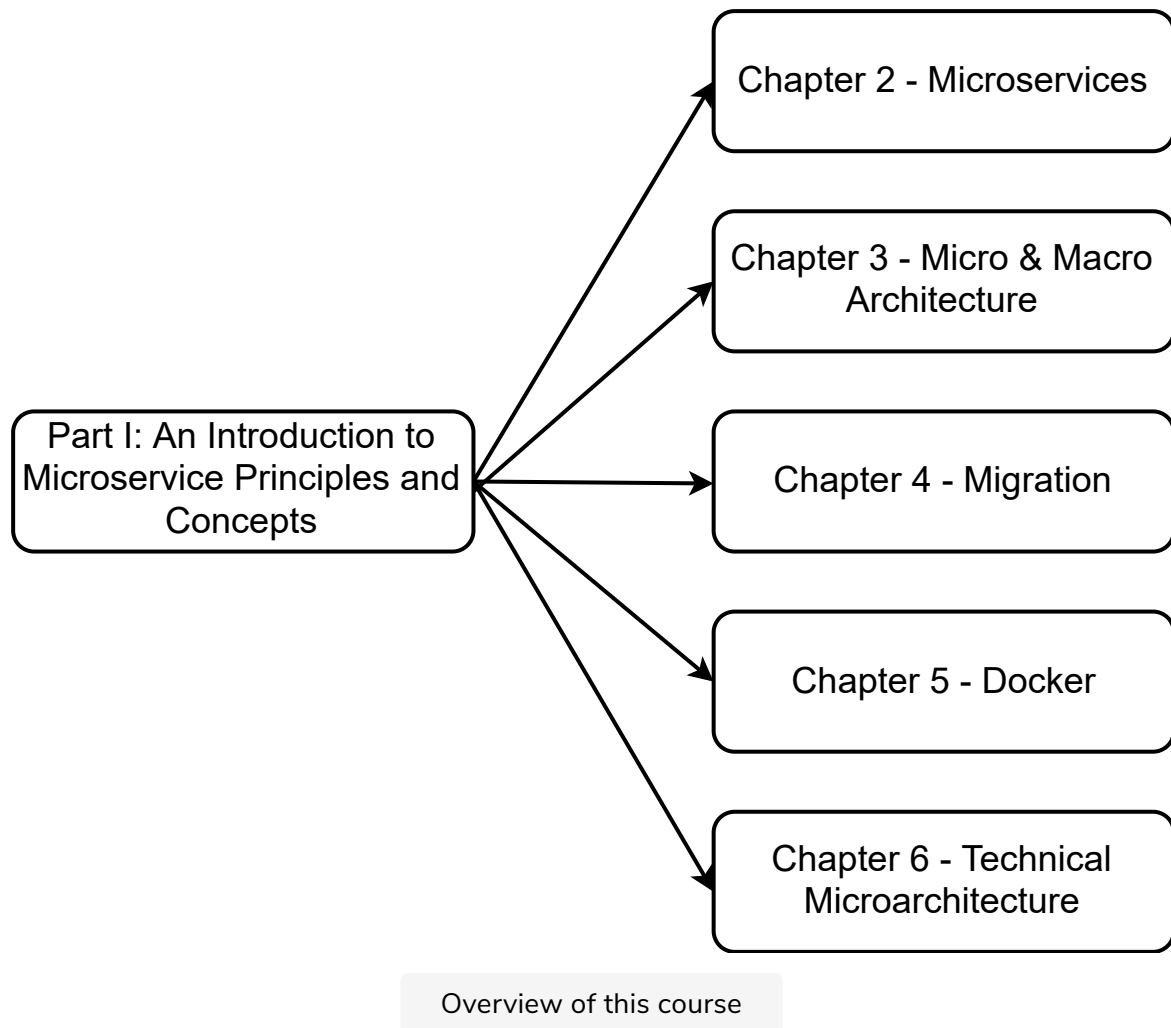 Chapter 2 - Microservices
Chapter 3 - Micro & Macro
Architecture
Part I: An Introduction to
Microservice Principles and
Concepts
Chapter 4 - Migration
Chapter 5 - Docker
Chapter 6 - Technical
Microarchitecture
Overview of this course